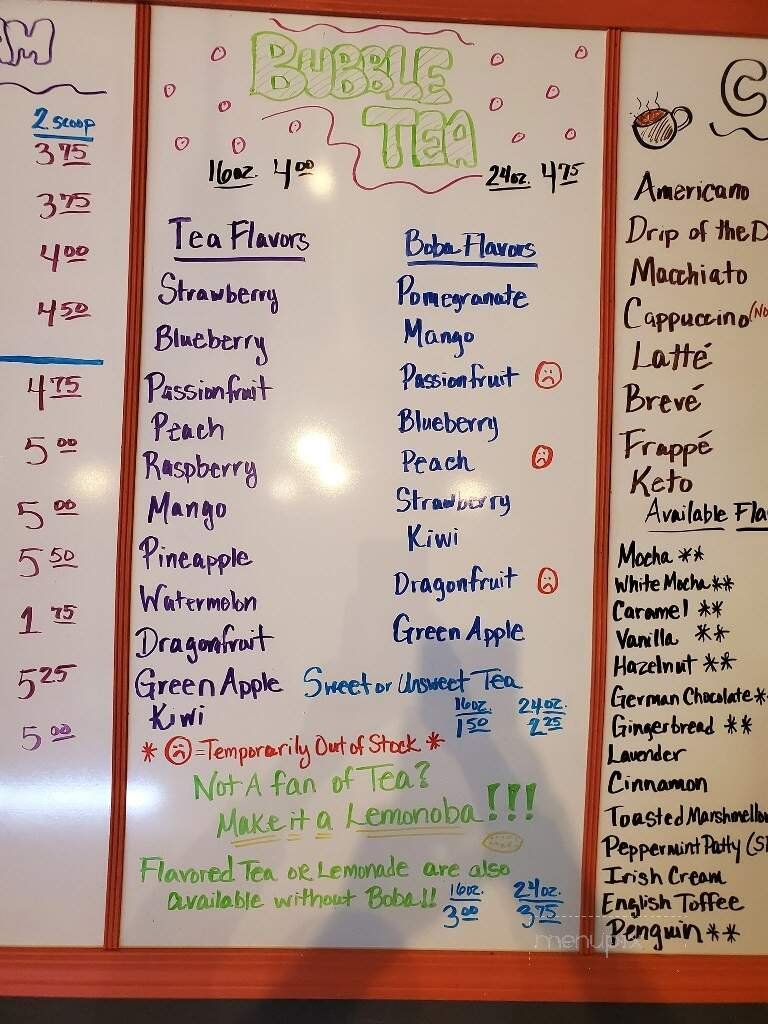 AM
2 scoop
3 75
3 75
4 00
4 50
4 75
5 00
5 00
5 50
1 75
5 25
5 00
Bubble
Tea
16oz. 4 00
24oz. 4 75
Tea Flavors
Strawberry
Blueberry
Passionfruit
Peach
Raspberry
Mango
Pineapple
Watermelon
Dragonfruit
Green Apple
Kiwi
Boba Flavors
Pomegranate
Mango
Passionfruit
Blueberry
Peach
Strawberry
Kiwi
Dragonfruit
Green Apple
Sweet or Unsweet Tea
16oz. 24oz.
1 50 2 25
* = Temporarily Out of Stock *
Not A fan of Tea?
Make it a Lemonoba!!!
Flavored Tea or Lemonade are also
available without Boba!!
16oz. 24oz.
3 00 3 75
C
Americano
Drip of the D
Macchiato
Cappuccino (No
Latté
Brevé
Frappé
Keto
Available Fla
Mocha **
White Mocha **
Caramel **
Vanilla **
Hazelnut **
German Chocolate *
Gingerbread **
Lavender
Cinnamon
Toasted Marshmellow
Peppermint Patty (S
Irish Cream
English Toffee
Penguin **
menupix